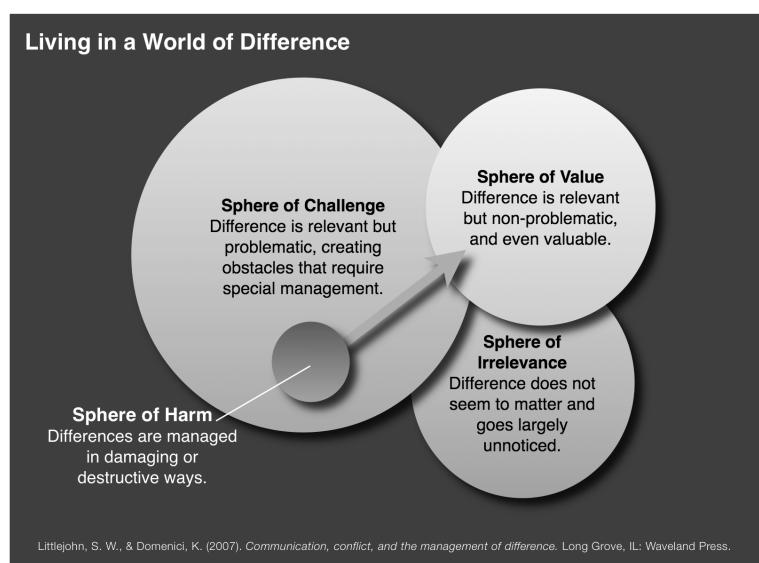 Living in a World of Difference
Sphere of Challenge
Difference is relevant but
problematic, creating
obstacles that require
special management.
Sphere of Value
Difference is relevant
but non-problematic,
and even valuable.
Sphere of
Irrelevance
Difference does not
seem to matter and
goes largely
unnoticed.
Sphere of Harm
Differences are managed
in damaging or
destructive ways.
Littlejohn, S. W., & Domenici, K. (2007). Communication, conflict, and the management of difference. Long Grove, IL: Waveland Press.